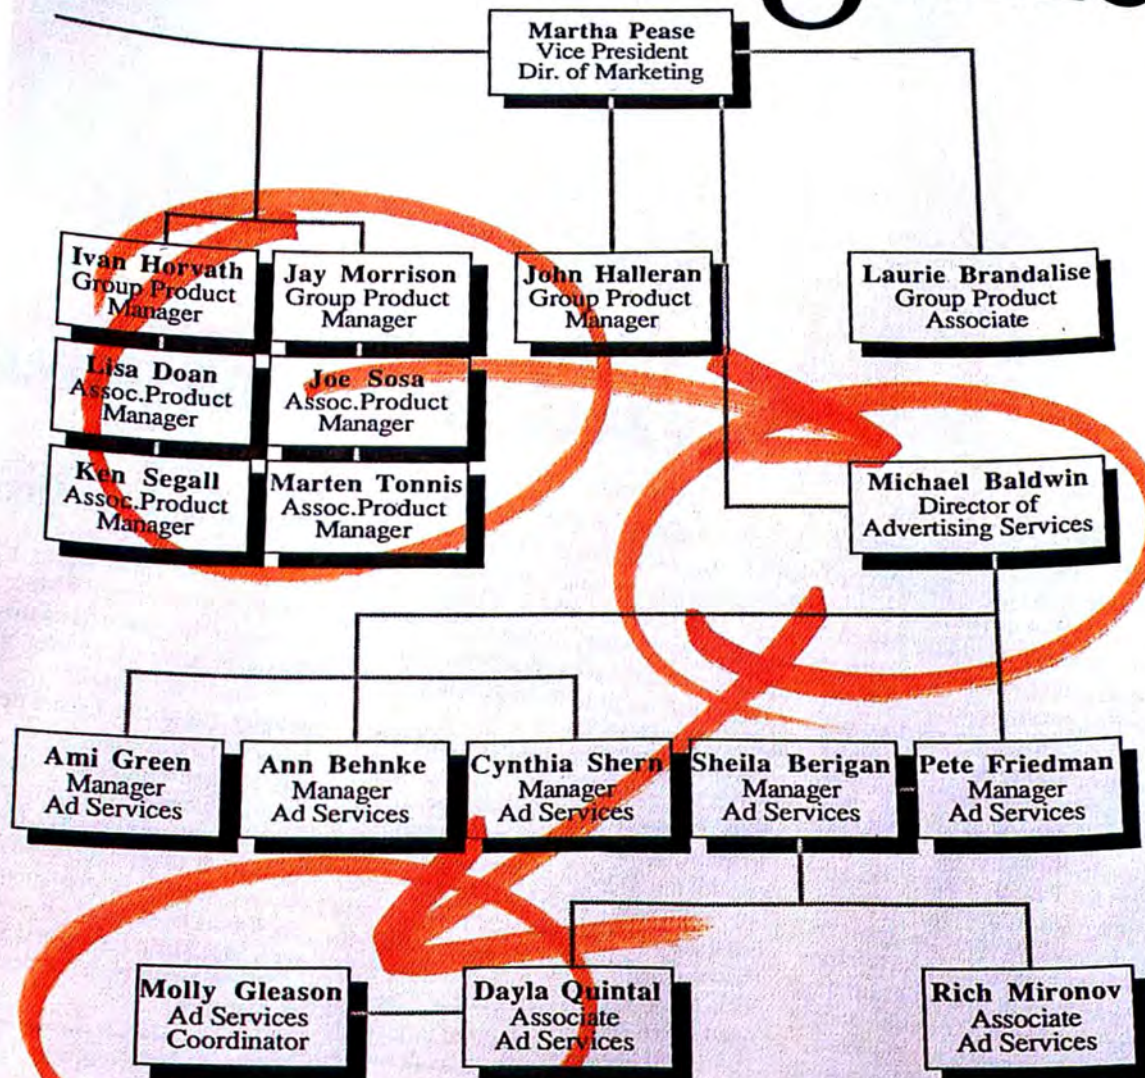 Martha Pease
Vice President
Dir. of Marketing
Ivan Horvath
Group Product
Manager
Jay Morrison
Group Product
Manager
John Halleran
Group Product
Manager
Laurie Brandalise
Group Product
Associate
Lisa Doan
Assoc.Product
Manager
Joe Sosa
Assoc.Product
Manager
Ken Segall
Assoc.Product
Manager
Marten Tonnis
Assoc.Product
Manager
Michael Baldwin
Director of
Advertising Services
Ami Green
Manager
Ad Services
Ann Behnke
Manager
Ad Services
Cynthia Shern
Manager
Ad Services
Sheila Berigan
Manager
Ad Services
Pete Friedman
Manager
Ad Services
Molly Gleason
Ad Services
Coordinator
Dayla Quintal
Associate
Ad Services
Rich Mironov
Associate
Ad Services